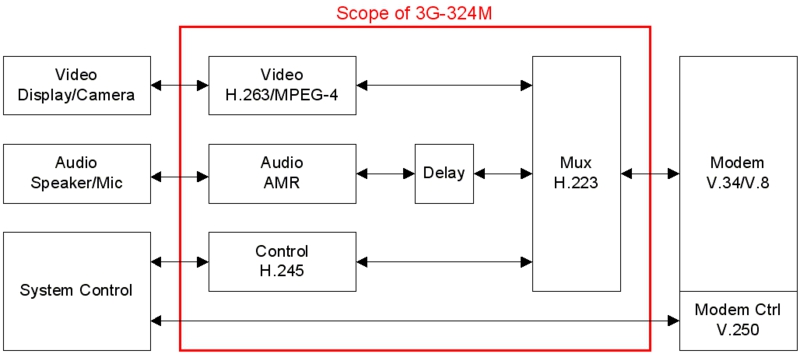 Scope of 3G-324M
Video
Display/Camera
Video
H.263/MPEG-4
Audio
Speaker/Mic
Audio
AMR
Delay
Mux
H.223
Modem
V.34/V.8
System Control
Control
H.245
Modem Ctrl
V.250